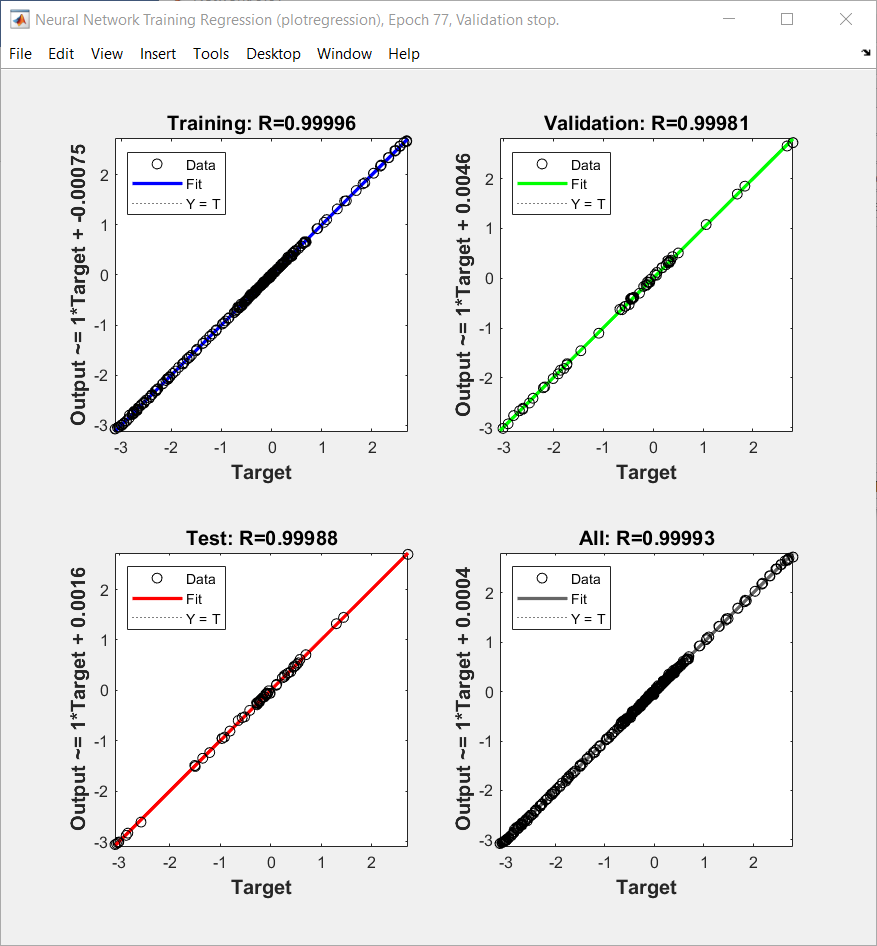 Neural Network Training Regression (plotregression), Epoch 77, Validation stop.
File Edit View Insert Tools Desktop Window Help
Training: R=0.99996
Output ~= 1*Target + -0.00075
Data
Fit
Y = T
2
1
0
-1
-2
-3
-3 -2 -1 0 1 2
Target
Validation: R=0.99981
Output ~= 1*Target + 0.0046
Data
Fit
Y = T
2
1
0
-1
-2
-3
-3 -2 -1 0 1 2
Target
Test: R=0.99988
Output ~= 1*Target + 0.0016
Data
Fit
Y = T
2
1
0
-1
-2
-3
-3 -2 -1 0 1 2
Target
All: R=0.99993
Output ~= 1*Target + 0.0004
Data
Fit
Y = T
2
1
0
-1
-2
-3
-3 -2 -1 0 1 2
Target